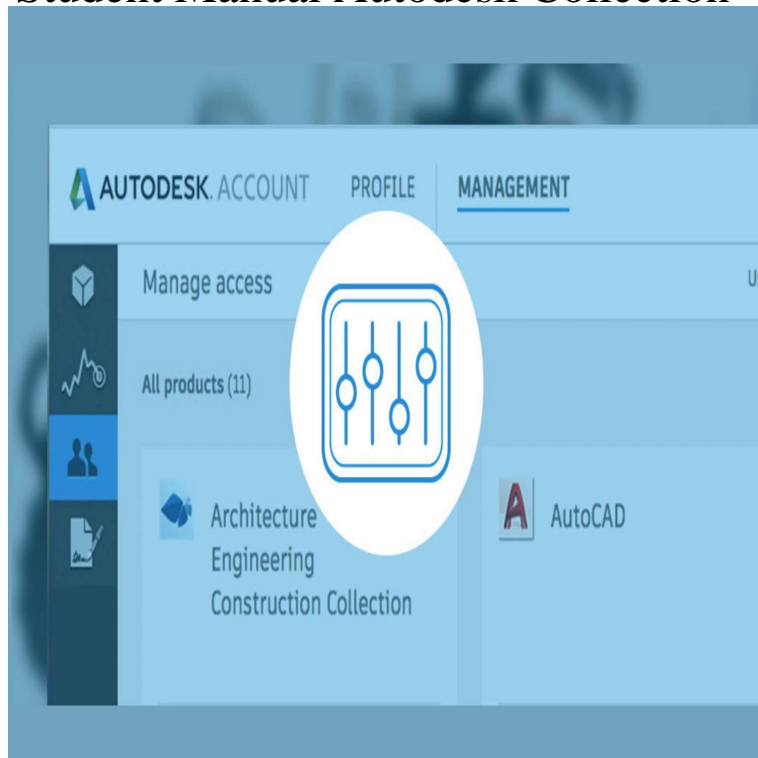 Student Manual Autodesk Collection
AUTODESK. ACCOUNT PROFILE MANAGEMENT
Manage access
All products (11)
Architecture
Engineering
Construction Collection
A AutoCAD